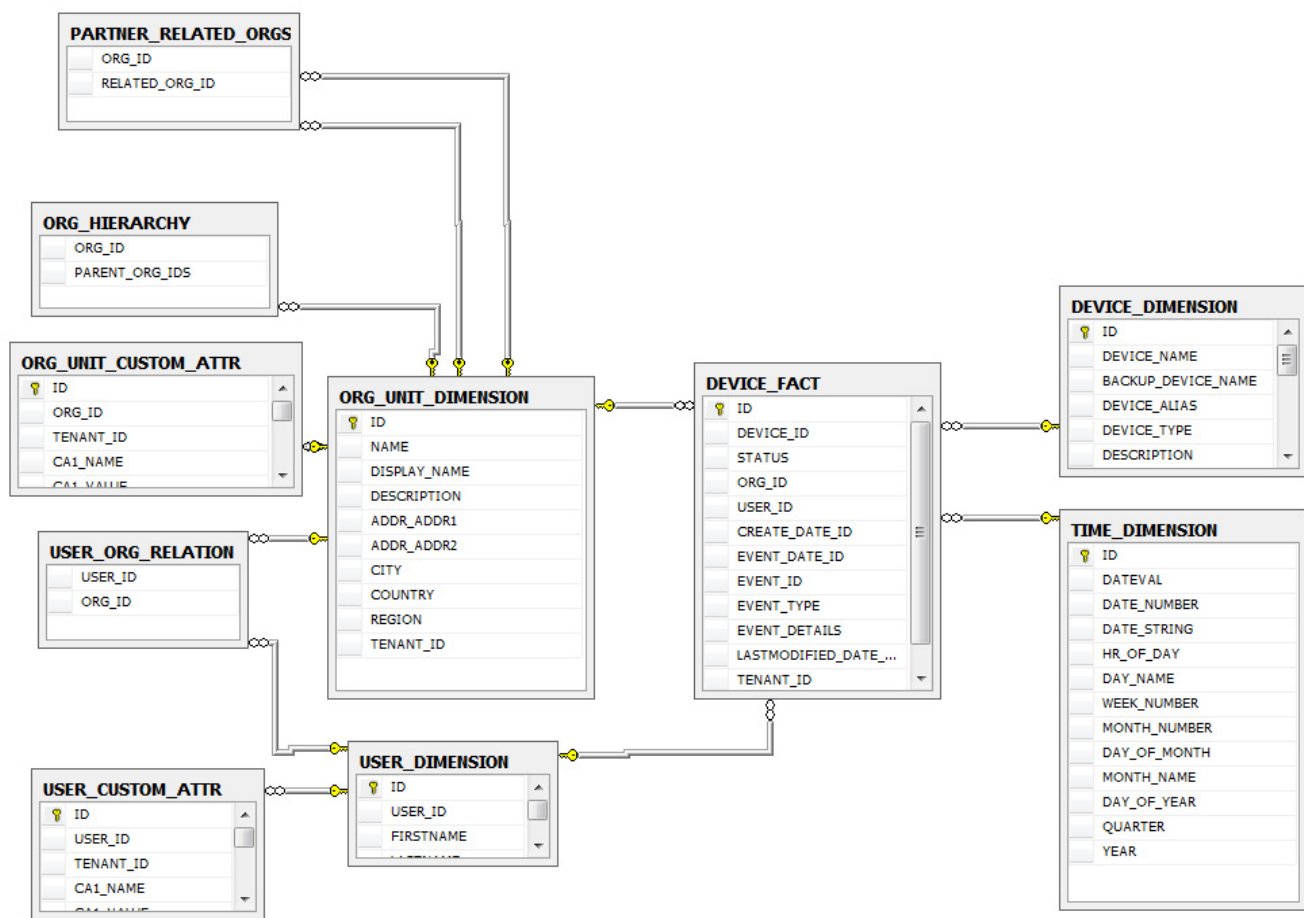 PARTNER_RELATED_ORGS
ORG_ID
RELATED_ORG_ID
ORG_HIERARCHY
ORG_ID
PARENT_ORG_IDS
ORG_UNIT_CUSTOM_ATTR
ID
ORG_ID
TENANT_ID
CA1_NAME
CA1_VALUE
USER_ORG_RELATION
USER_ID
ORG_ID
USER_CUSTOM_ATTR
ID
USER_ID
TENANT_ID
CA1_NAME
CA1_VALUE
ORG_UNIT_DIMENSION
ID
NAME
DISPLAY_NAME
DESCRIPTION
ADDR_ADDR1
ADDR_ADDR2
CITY
COUNTRY
REGION
TENANT_ID
USER_DIMENSION
ID
USER_ID
FIRSTNAME
LASTNAME
DEVICE_FACT
ID
DEVICE_ID
STATUS
ORG_ID
USER_ID
CREATE_DATE_ID
EVENT_DATE_ID
EVENT_ID
EVENT_TYPE
EVENT_DETAILS
LASTMODIFIED_DATE_...
TENANT_ID
DEVICE_DIMENSION
ID
DEVICE_NAME
BACKUP_DEVICE_NAME
DEVICE_ALIAS
DEVICE_TYPE
DESCRIPTION
TIME_DIMENSION
ID
DATEVAL
DATE_NUMBER
DATE_STRING
HR_OF_DAY
DAY_NAME
WEEK_NUMBER
MONTH_NUMBER
DAY_OF_MONTH
MONTH_NAME
DAY_OF_YEAR
QUARTER
YEAR